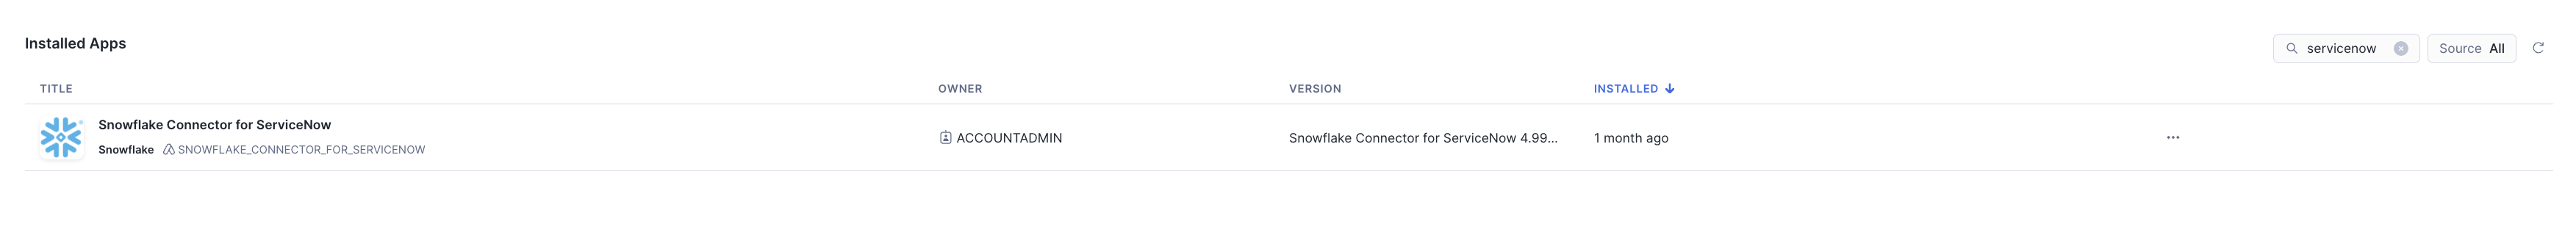 Installed Apps
servicenow
Source All
TITLE OWNER VERSION INSTALLED
Snowflake Connector for ServiceNow
Snowflake SNOWFLAKE_CONNECTOR_FOR_SERVICENOW
ACCOUNTADMIN
Snowflake Connector for ServiceNow 4.99...
1 month ago